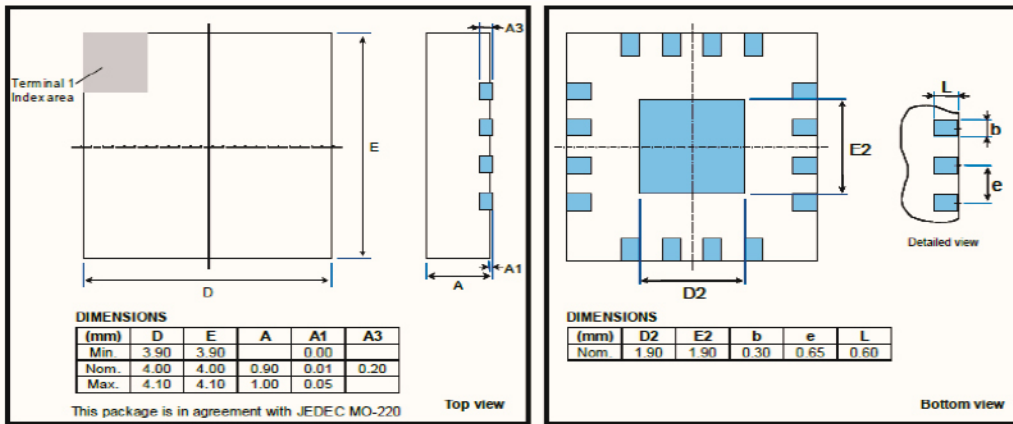 A3
Terminal 1
Index area
E
A1
A
D
DIMENSIONS
(mm) D E A A1 A3
Min. 3.90 3.90 0.00
Nom. 4.00 4.00 0.90 0.01 0.20
Max. 4.10 4.10 1.00 0.05
This package is in agreement with JEDEC MO-220
Top view
L
b
E2
e
Detailed view
D2
DIMENSIONS
(mm) D2 E2 b e L
Nom. 1.90 1.90 0.30 0.65 0.60
Bottom view